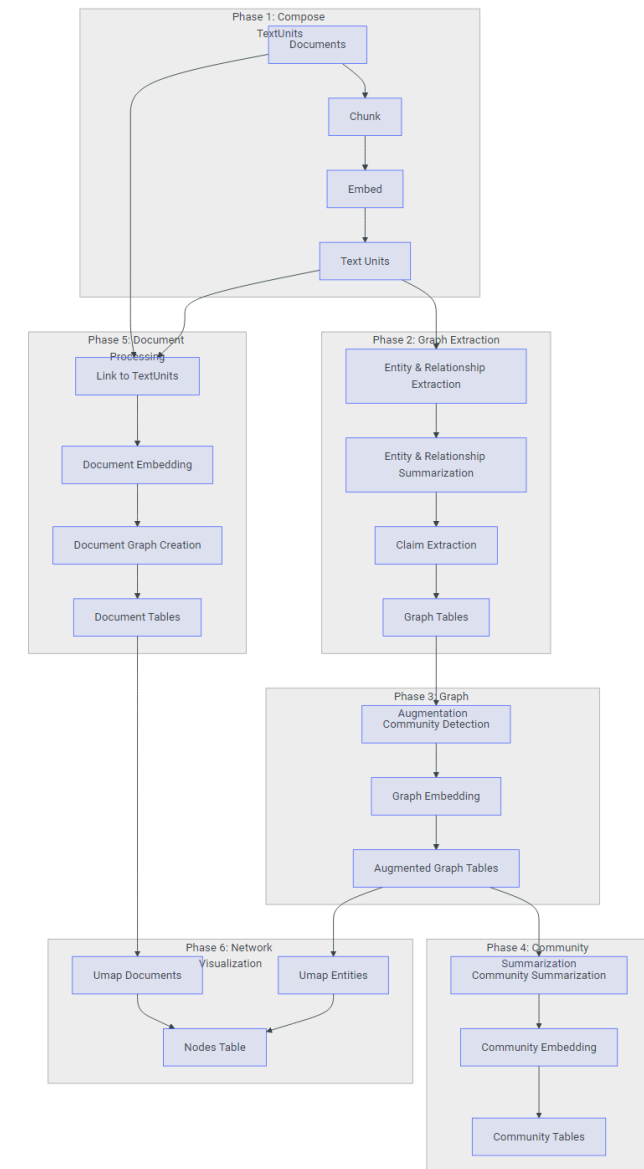 Phase 1: Compose
TextUnits
Documents
Chunk
Embed
Text Units
Phase 5: Document
Processing
Link to TextUnits
Document Embedding
Document Graph Creation
Document Tables
Phase 2: Graph Extraction
Entity & Relationship
Extraction
Entity & Relationship
Summarization
Claim Extraction
Graph Tables
Phase 3: Graph
Augmentation
Community Detection
Graph Embedding
Augmented Graph Tables
Phase 6: Network
Visualization
Umap Documents
Umap Entities
Nodes Table
Phase 4: Community
Summarization
Community Summarization
Community Embedding
Community Tables